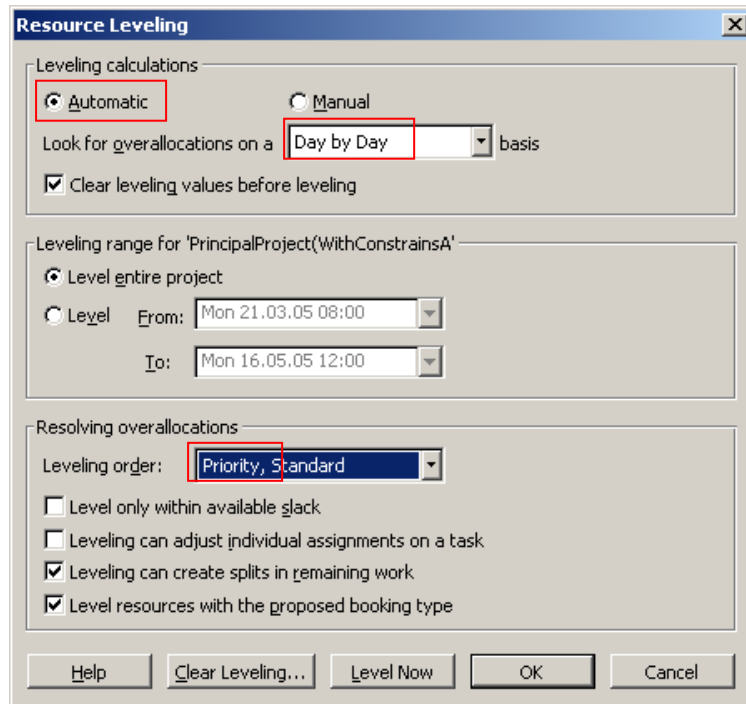 Resource Leveling
Leveling calculations
Automatic Manual
Look for overallocations on a Day by Day basis
Clear leveling values before leveling
Leveling range for 'PrincipalProject(WithConstrainsA'
Level entire project
Level From: Mon 21.03.05 08:00
To: Mon 16.05.05 12:00
Resolving overallocations
Leveling order: Priority, Standard
Level only within available slack
Leveling can adjust individual assignments on a task
Leveling can create splits in remaining work
Level resources with the proposed booking type
Help Clear Leveling... Level Now OK Cancel